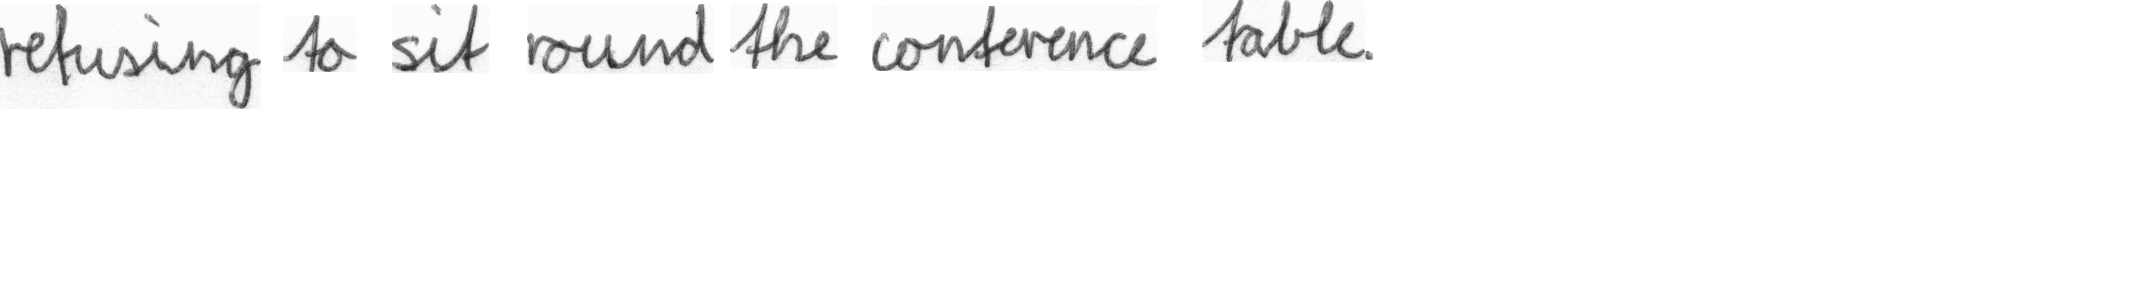 refusing to sit round the conference table.